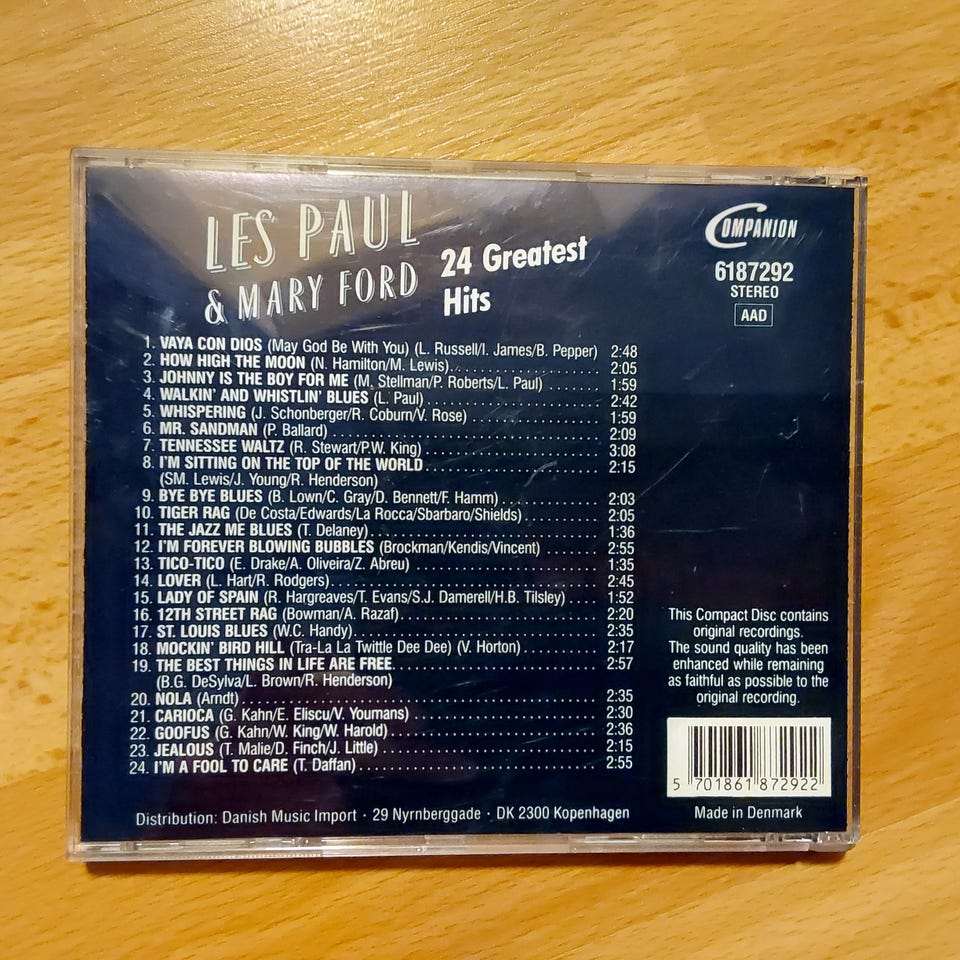 LES PAUL
& MARY FORD
24 Greatest
Hits
COMPANION
6187292
STEREO
AAD
1. VAYA CON DIOS (May God Be With You) (L. Russell/I. James/B. Pepper) 2:48
2. HOW HIGH THE MOON (N. Hamilton/M. Lewis) 2:05
3. JOHNNY IS THE BOY FOR ME (M. Stellman/P. Roberts/L. Paul) 1:59
4. WALKIN' AND WHISTLIN' BLUES (L. Paul) 2:42
5. WHISPERING (J. Schonberger/R. Coburn/V. Rose) 1:59
6. MR. SANDMAN (P. Ballard) 2:09
7. TENNESSEE WALTZ (R. Stewart/P.W. King) 3:08
8. I'M SITTING ON THE TOP OF THE WORLD 2:15
(SM. Lewis/J. Young/R. Henderson)
9. BYE BYE BLUES (B. Lown/C. Gray/D. Bennett/F. Hamm) 2:03
10. TIGER RAG (De Costa/Edwards/La Rocca/Sbarbaro/Shields) 2:05
11. THE JAZZ ME BLUES (T. Delaney) 1:36
12. I'M FOREVER BLOWING BUBBLES (Brockman/Kendis/Vincent) 2:55
13. TICO-TICO (E. Drake/A. Oliveira/Z. Abreu) 1:35
14. LOVER (L. Hart/R. Rodgers) 2:45
15. LADY OF SPAIN (R. Hargreaves/T. Evans/S.J. Damerell/H.B. Tilsley) 1:52
16. 12TH STREET RAG (Bowman/A. Razaf) 2:20
17. ST. LOUIS BLUES (W.C. Handy) 2:35
18. MOCKIN' BIRD HILL (Tra-La La Twittle Dee Dee) (V. Horton) 2:17
19. THE BEST THINGS IN LIFE ARE FREE 2:57
(B.G. DeSylva/L. Brown/R. Henderson)
20. NOLA (Arndt) 2:35
21. CARIOCA (G. Kahn/E. Eliscu/V. Youmans) 2:30
22. GOOFUS (G. Kahn/W. King/W. Harold) 2:36
23. JEALOUS (T. Malie/D. Finch/J. Little) 2:15
24. I'M A FOOL TO CARE (T. Daffan) 2:55
This Compact Disc contains
original recordings.
The sound quality has been
enhanced while remaining
as faithful as possible to the
original recording.
5 701861 872922
Distribution: Danish Music Import · 29 Nyrnberggade · DK 2300 Kopenhagen
Made in Denmark